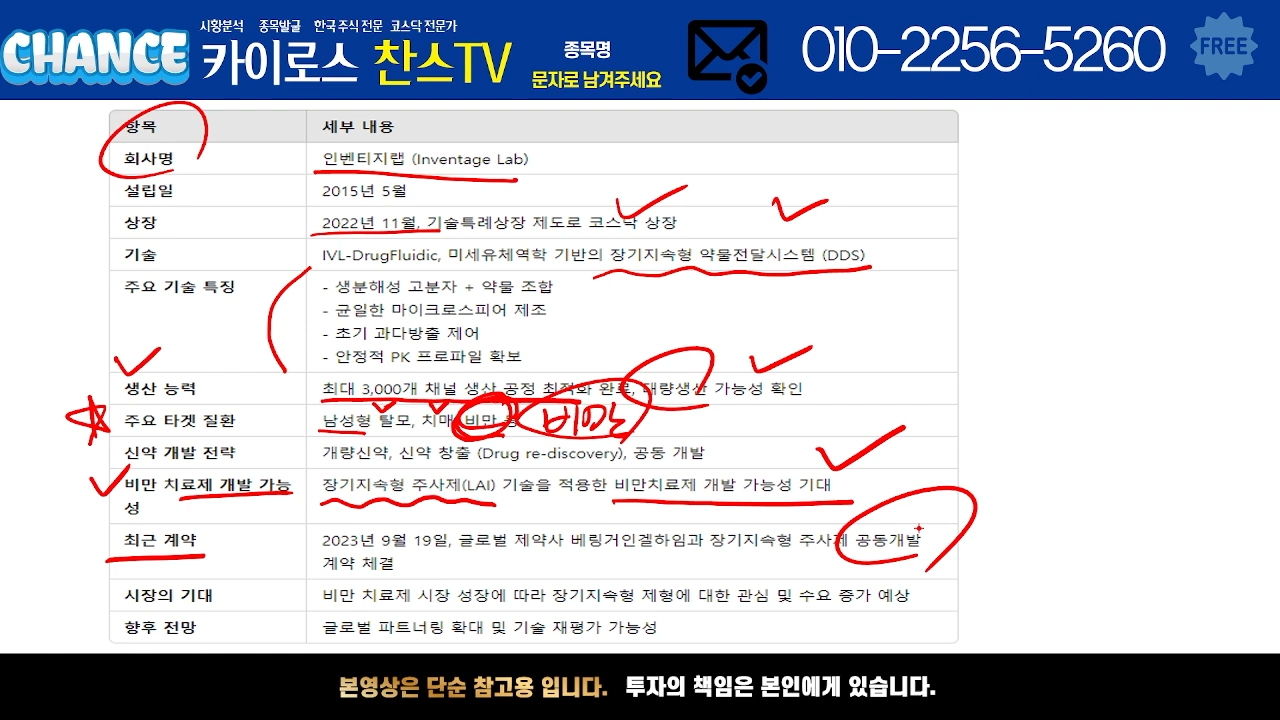 시황분석 종목발굴 한국 주식 전문 코스닥 전문가
CHANCE
카이로스 찬스TV
종목명
문자로 남겨주세요
010-2256-5260
FREE
항목 세부 내용
회사명 인벤티지랩 (Inventage Lab)
설립일 2015년 5월
상장 2022년 11월, 기술특례상장 제도로 코스닥 상장
기술 IVL-DrugFluidic, 미세유체역학 기반의 장기지속형 약물전달시스템 (DDS)
주요 기술 특징 - 생분해성 고분자 + 약물 조합
- 균일한 마이크로스피어 제조
- 초기 과다방출 제어
- 안정적 PK 프로파일 확보
생산 능력 최대 3,000개 채널 생산 공정 최적화 완료, 대량생산 가능성 확인
주요 타겟 질환 남성형 탈모, 치매, 비만 등 비만
신약 개발 전략 개량신약, 신약 창출 (Drug re-discovery), 공동 개발
비만 치료제 개발 가능 장기지속형 주사제(LAI) 기술을 적용한 비만치료제 개발 가능성 기대
성
최근 계약 2023년 9월 19일, 글로벌 제약사 베링거인겔하임과 장기지속형 주사제 공동개발
계약 체결
시장의 기대 비만 치료제 시장 성장에 따라 장기지속형 제형에 대한 관심 및 수요 증가 예상
향후 전망 글로벌 파트너링 확대 및 기술 재평가 가능성
본영상은 단순 참고용 입니다. 투자의 책임은 본인에게 있습니다.